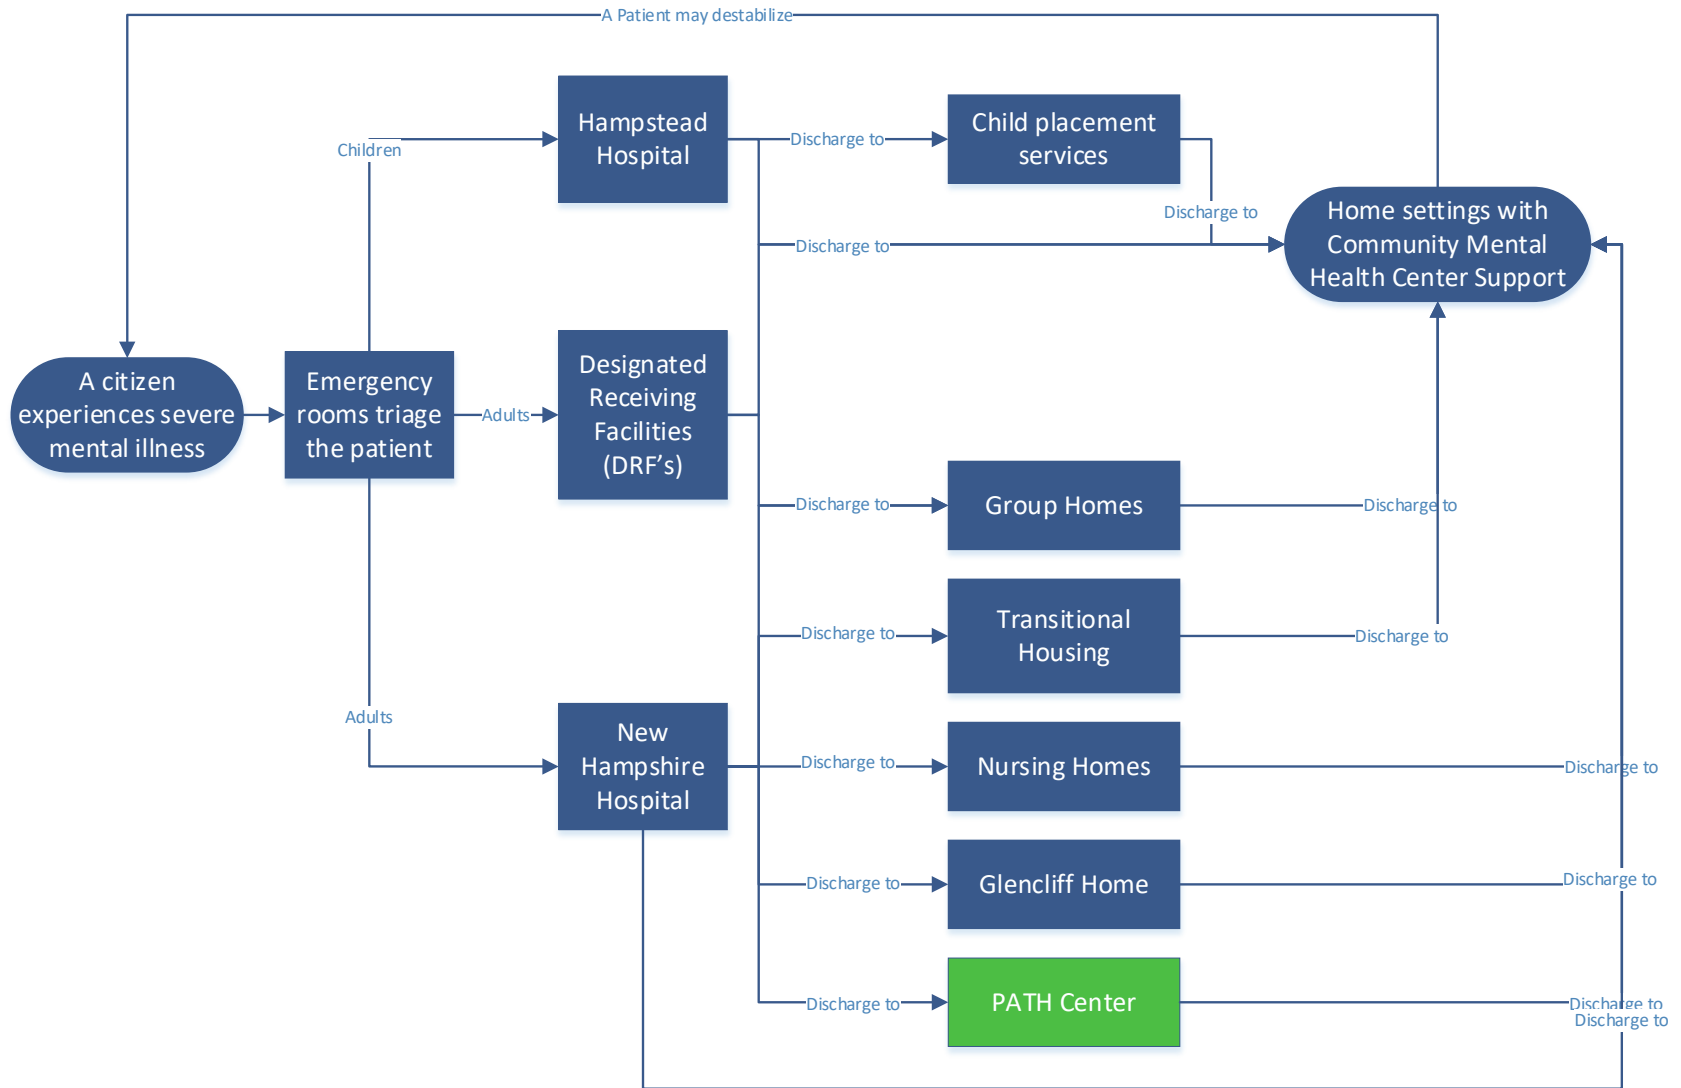 A Patient may destabilize
Hampstead
Hospital
Child placement
services
Children
Discharge to
Discharge to
Discharge to
Home settings with
Community Mental
Health Center Support
A citizen
experiences severe
mental illness
Emergency
rooms triage
the patient
Adults
Designated
Receiving
Facilities
(DRF’s)
Discharge to
Group Homes
Discharge to
Discharge to
Transitional
Housing
Discharge to
Adults
New
Hampshire
Hospital
Discharge to
Nursing Homes
Discharge to
Discharge to
Glencliff Home
Discharge to
Discharge to
PATH Center
Discharge to
Discharge to